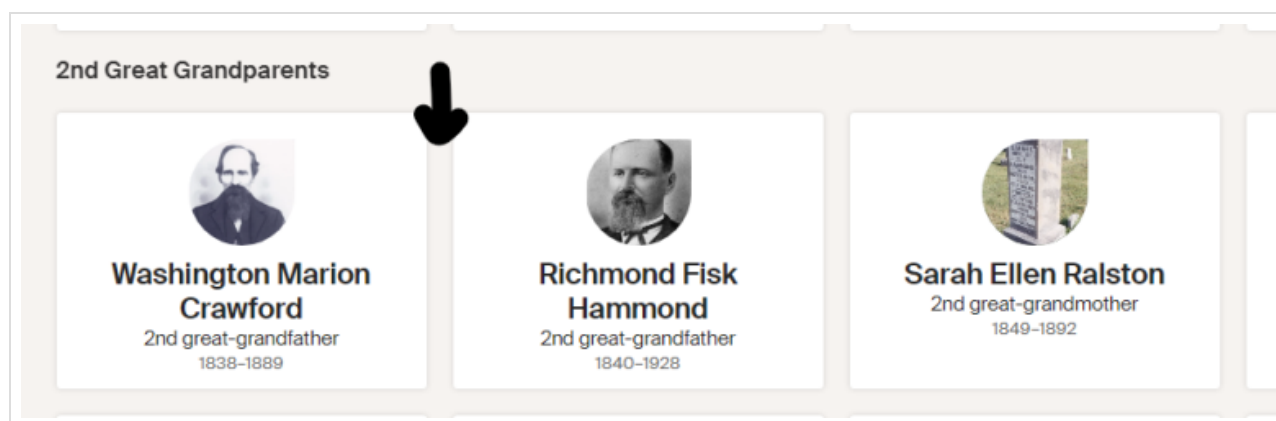 2nd Great Grandparents
Washington Marion
Crawford
2nd great-grandfather
1838–1889
Richmond Fisk
Hammond
2nd great-grandfather
1840–1928
Sarah Ellen Ralston
2nd great-grandmother
1849–1892